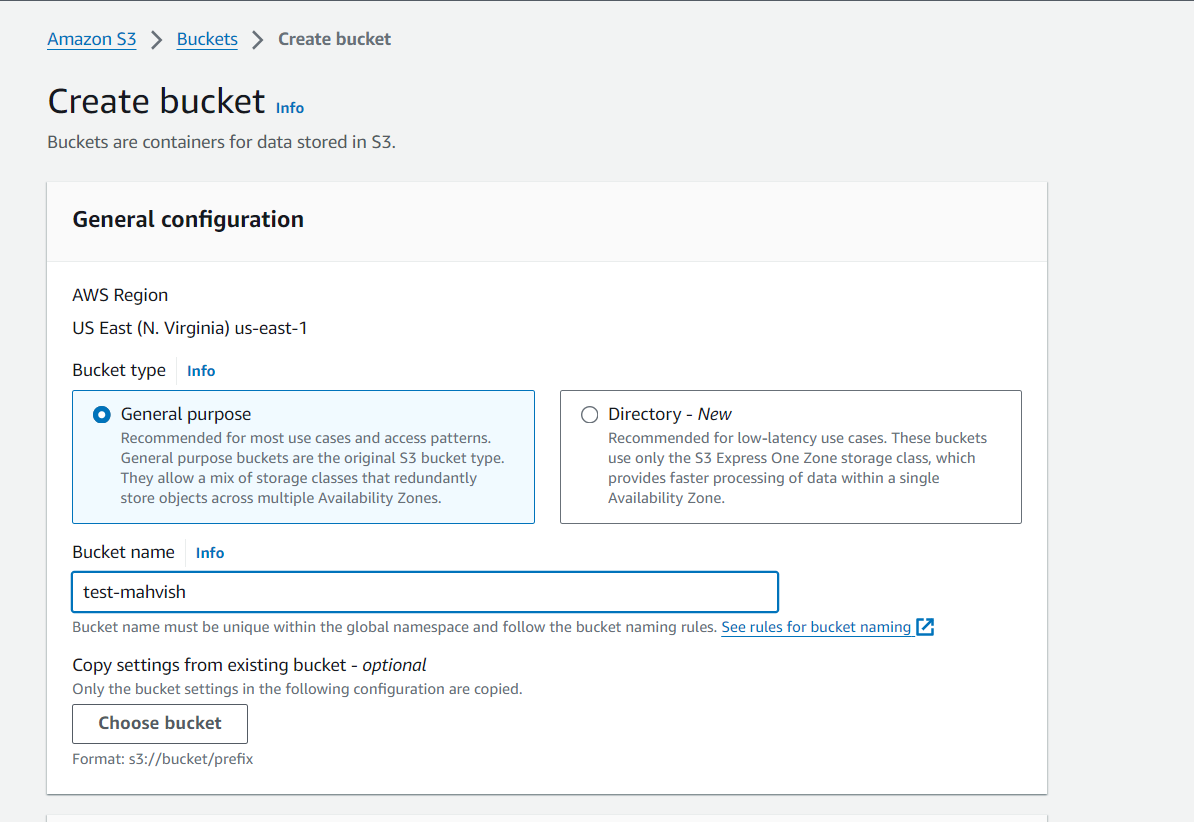 Amazon S3 > Buckets > Create bucket
Create bucket Info
Buckets are containers for data stored in S3.
General configuration
AWS Region
US East (N. Virginia) us-east-1
Bucket type Info
General purpose
Recommended for most use cases and access patterns.
General purpose buckets are the original S3 bucket type.
They allow a mix of storage classes that redundantly
store objects across multiple Availability Zones.
Directory - New
Recommended for low-latency use cases. These buckets
use only the S3 Express One Zone storage class, which
provides faster processing of data within a single
Availability Zone.
Bucket name Info
test-mahvish
Bucket name must be unique within the global namespace and follow the bucket naming rules. See rules for bucket naming
Copy settings from existing bucket - optional
Only the bucket settings in the following configuration are copied.
Choose bucket
Format: s3://bucket/prefix